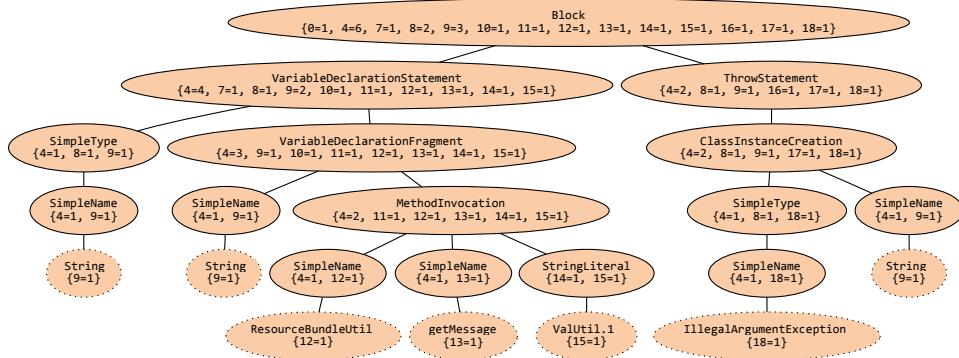 Block
{0=1, 4=6, 7=1, 8=2, 9=3, 10=1, 11=1, 12=1, 13=1, 14=1, 15=1, 16=1, 17=1, 18=1}
VariableDeclarationStatement
{4=4, 7=1, 8=1, 9=2, 10=1, 11=1, 12=1, 13=1, 14=1, 15=1}
ThrowStatement
{4=2, 8=1, 9=1, 16=1, 17=1, 18=1}
SimpleType
{4=1, 8=1, 9=1}
VariableDeclarationFragment
{4=3, 9=1, 10=1, 11=1, 12=1, 13=1, 14=1, 15=1}
ClassInstanceCreation
{4=2, 8=1, 9=1, 17=1, 18=1}
SimpleName
{4=1, 9=1}
SimpleName
{4=1, 9=1}
MethodInvocation
{4=2, 11=1, 12=1, 13=1, 14=1, 15=1}
SimpleType
{4=1, 8=1, 18=1}
SimpleName
{4=1, 9=1}
String
{9=1}
String
{9=1}
SimpleName
{4=1, 12=1}
SimpleName
{4=1, 13=1}
StringLiteral
{14=1, 15=1}
SimpleName
{4=1, 18=1}
String
{9=1}
ResourceBundleUtil
{12=1}
getMessage
{13=1}
ValUtil.1
{15=1}
IllegalArgumentException
{18=1}